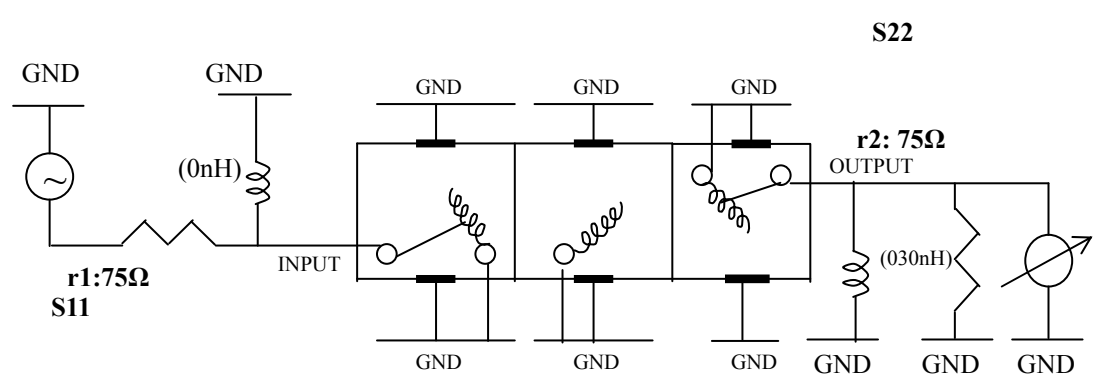 S22
GND
GND
GND
GND
GND
r2: 75Ω
OUTPUT
(0nH)
(030nH)
INPUT
r1:75Ω
S11
GND
GND
GND
GND
GND
GND